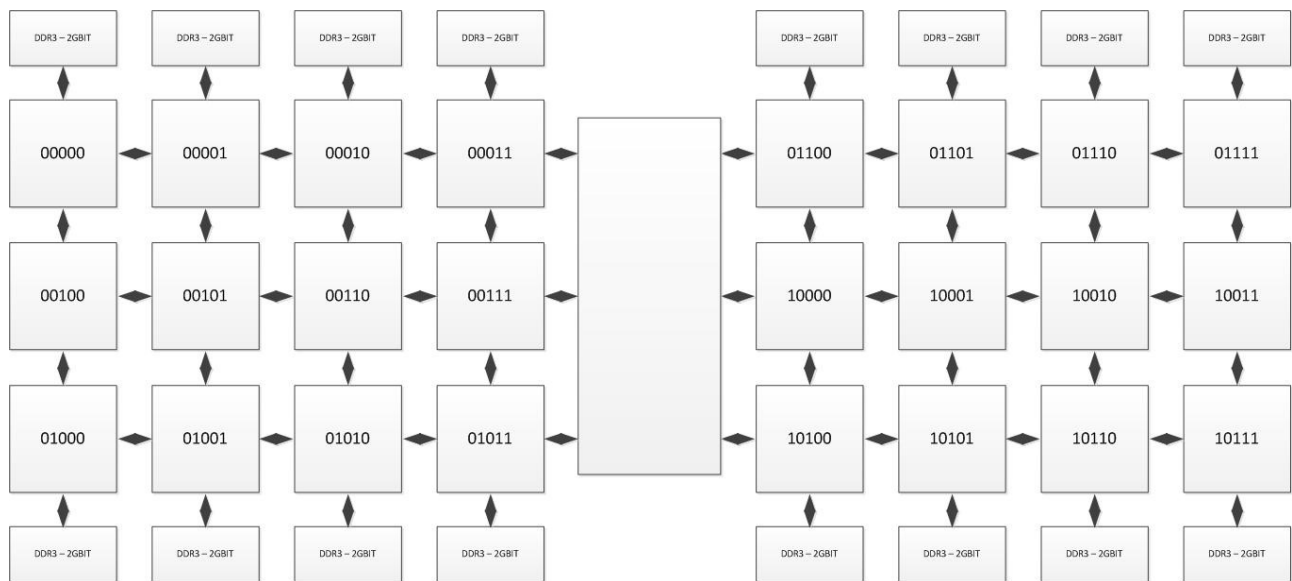 DDR3 – 2GBIT DDR3 – 2GBIT DDR3 – 2GBIT DDR3 – 2GBIT DDR3 – 2GBIT DDR3 – 2GBIT DDR3 – 2GBIT DDR3 – 2GBIT
00000 00001 00010 00011 01100 01101 01110 01111
00100 00101 00110 00111 10000 10001 10010 10011
01000 01001 01010 01011 10100 10101 10110 10111
DDR3 – 2GBIT DDR3 – 2GBIT DDR3 – 2GBIT DDR3 – 2GBIT DDR3 – 2GBIT DDR3 – 2GBIT DDR3 – 2GBIT DDR3 – 2GBIT